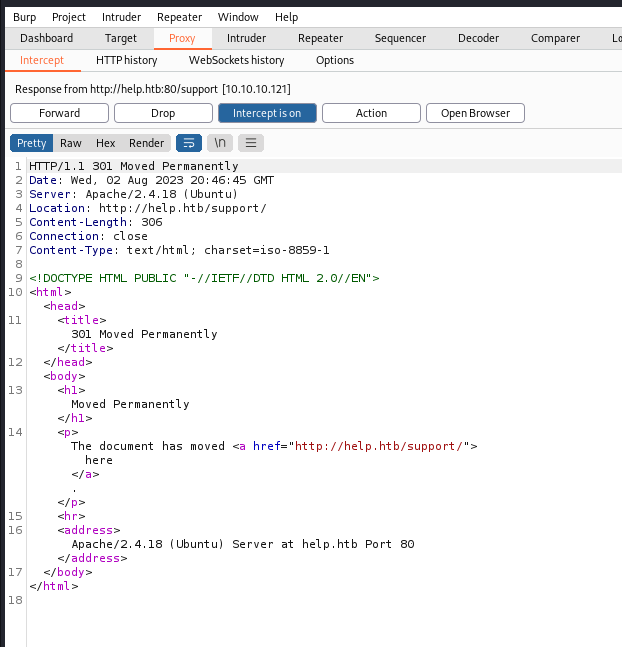 Burp Project Intruder Repeater Window Help
Dashboard Target Proxy Intruder Repeater Sequencer Decoder Comparer Lo
Intercept HTTP history WebSockets history Options
Response from http://help.htb:80/support [10.10.10.121]
Forward Drop Intercept is on Action Open Browser
Pretty Raw Hex Render \n
1 HTTP/1.1 301 Moved Permanently
2 Date: Wed, 02 Aug 2023 20:46:45 GMT
3 Server: Apache/2.4.18 (Ubuntu)
4 Location: http://help.htb/support/
5 Content-Length: 306
6 Connection: close
7 Content-Type: text/html; charset=iso-8859-1
8
9 <!DOCTYPE HTML PUBLIC "-//IETF//DTD HTML 2.0//EN">
10 <html>
<head>
11 <title>
301 Moved Permanently
</title>
12 </head>
<body>
13 <h1>
Moved Permanently
</h1>
14 <p>
The document has moved <a href="http://help.htb/support/">
here
</a>
.
</p>
15 <hr>
16 <address>
Apache/2.4.18 (Ubuntu) Server at help.htb Port 80
</address>
17 </body>
</html>
18